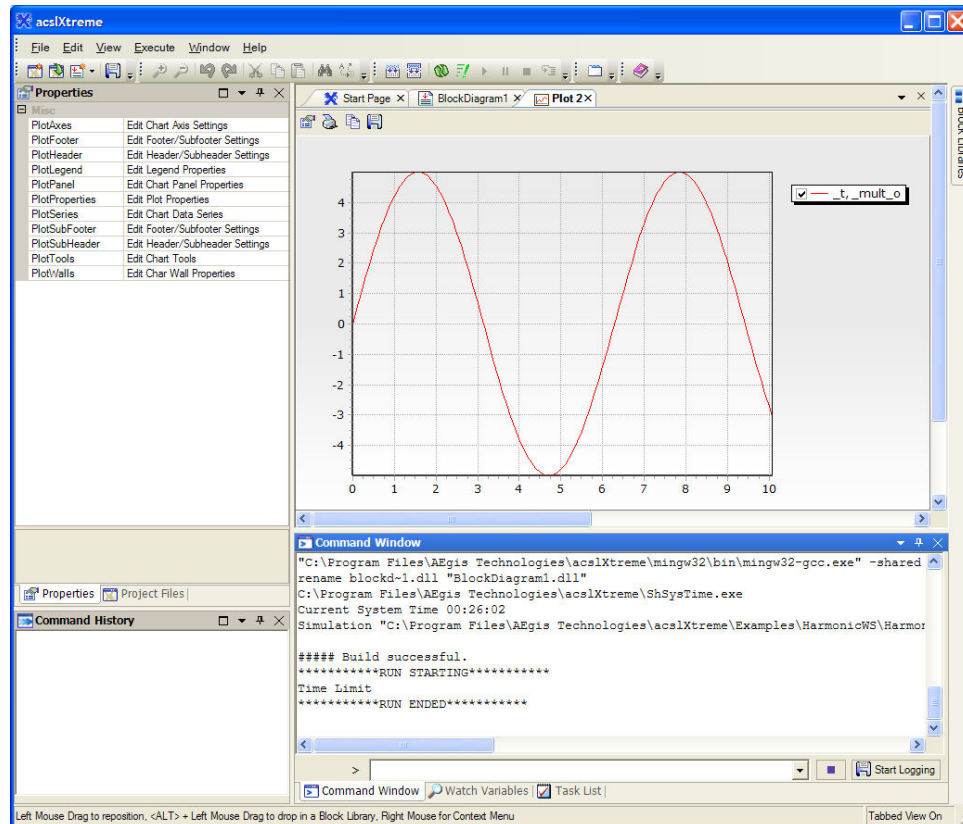 acslXtreme
File Edit View Execute Window Help
Properties
Misc
PlotAxes Edit Chart Axis Settings
PlotFooter Edit Footer/Subfooter Settings
PlotHeader Edit Header/Subheader Settings
PlotLegend Edit Legend Properties
PlotPanel Edit Chart Panel Properties
PlotProperties Edit Plot Properties
PlotSeries Edit Chart Data Series
PlotSubFooter Edit Footer/Subfooter Settings
PlotSubHeader Edit Header/Subheader Settings
PlotTools Edit Chart Tools
PlotWalls Edit Char Wall Properties
Properties Project Files
Command History
Start Page BlockDiagram1 Plot 2
4
3
2
1
0
-1
-2
-3
-4
0 1 2 3 4 5 6 7 8 9 10
_t, _mult_o
Block Libraries
Command Window
"C:\Program Files\AEgis Technologies\acslXtreme\mingw32\bin\mingw32-gcc.exe" -shared
rename blockd~1.dll "BlockDiagram1.dll"
C:\Program Files\AEgis Technologies\acslXtreme\ShSysTime.exe
Current System Time 00:26:02
Simulation "C:\Program Files\AEgis Technologies\acslXtreme\Examples\HarmonicWS\Harmon
##### Build successful.
***********RUN STARTING***********
Time Limit
***********RUN ENDED***********
>
Start Logging
Command Window Watch Variables Task List
Left Mouse Drag to reposition, <ALT> + Left Mouse Drag to drop in a Block Library, Right Mouse for Context Menu Tabbed View On